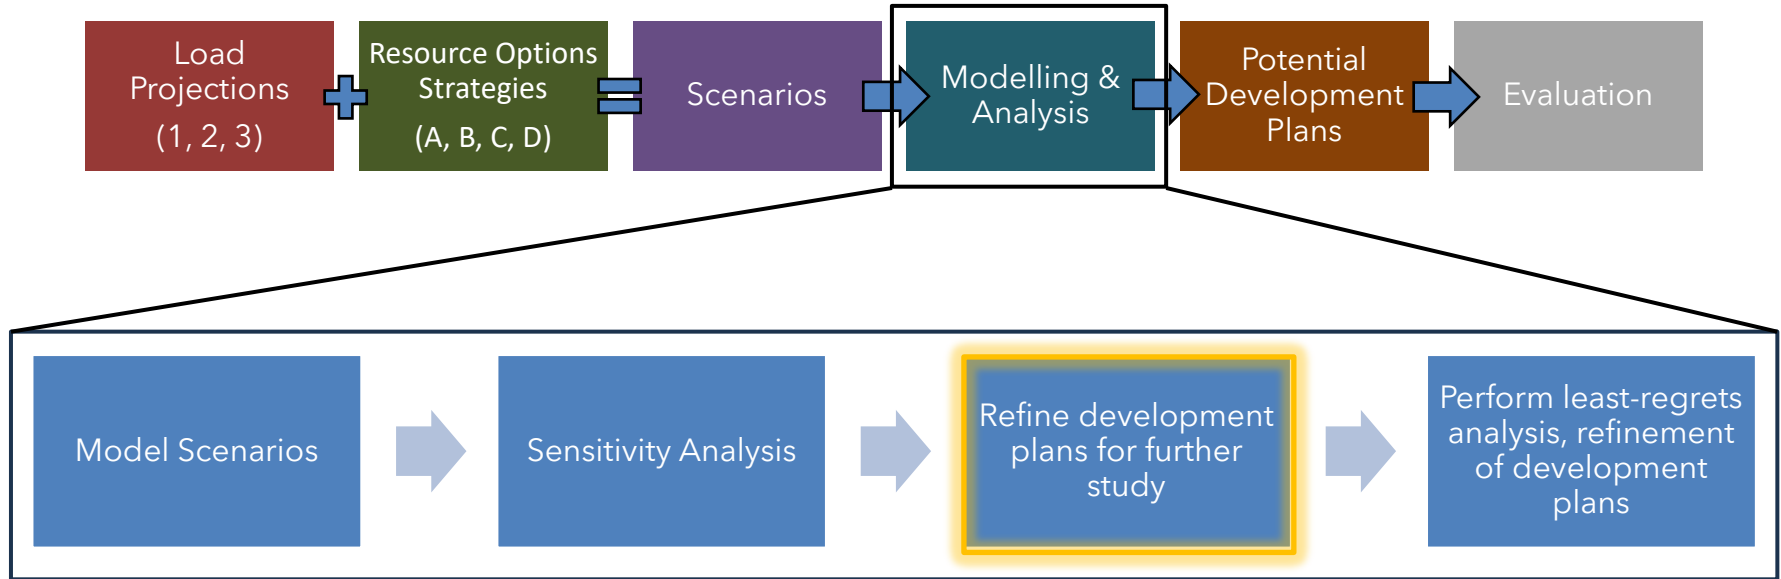 Load
Projections
(1, 2, 3)
Resource Options
Strategies
(A, B, C, D)
Scenarios
Modelling &
Analysis
Potential
Development
Plans
Evaluation
Model Scenarios
Sensitivity Analysis
Refine development
plans for further
study
Perform least-regrets
analysis, refinement
of development
plans